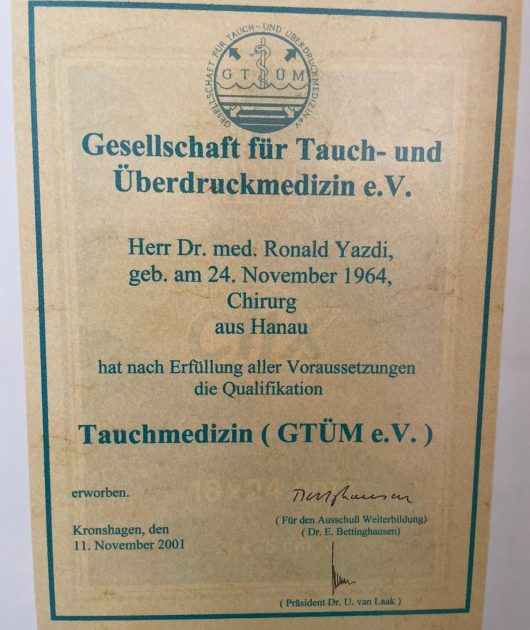 GESELLSCHAFT FÜR TAUCH- UND ÜBERDRUCKMEDIZIN e.V.
GTÜM
Gesellschaft für Tauch- und
Überdruckmedizin e.V.
Herr Dr. med. Ronald Yazdi,
geb. am 24. November 1964,
Chirurg
aus Hanau
hat nach Erfüllung aller Voraussetzungen
die Qualifikation
Tauchmedizin ( GTÜM e.V. )
18x24
erworben.
(Für den Ausschuß Weiterbildung)
( Dr. E. Bettinghausen)
Kronshagen, den
11. November 2001
( Präsident Dr. U. van Laak )